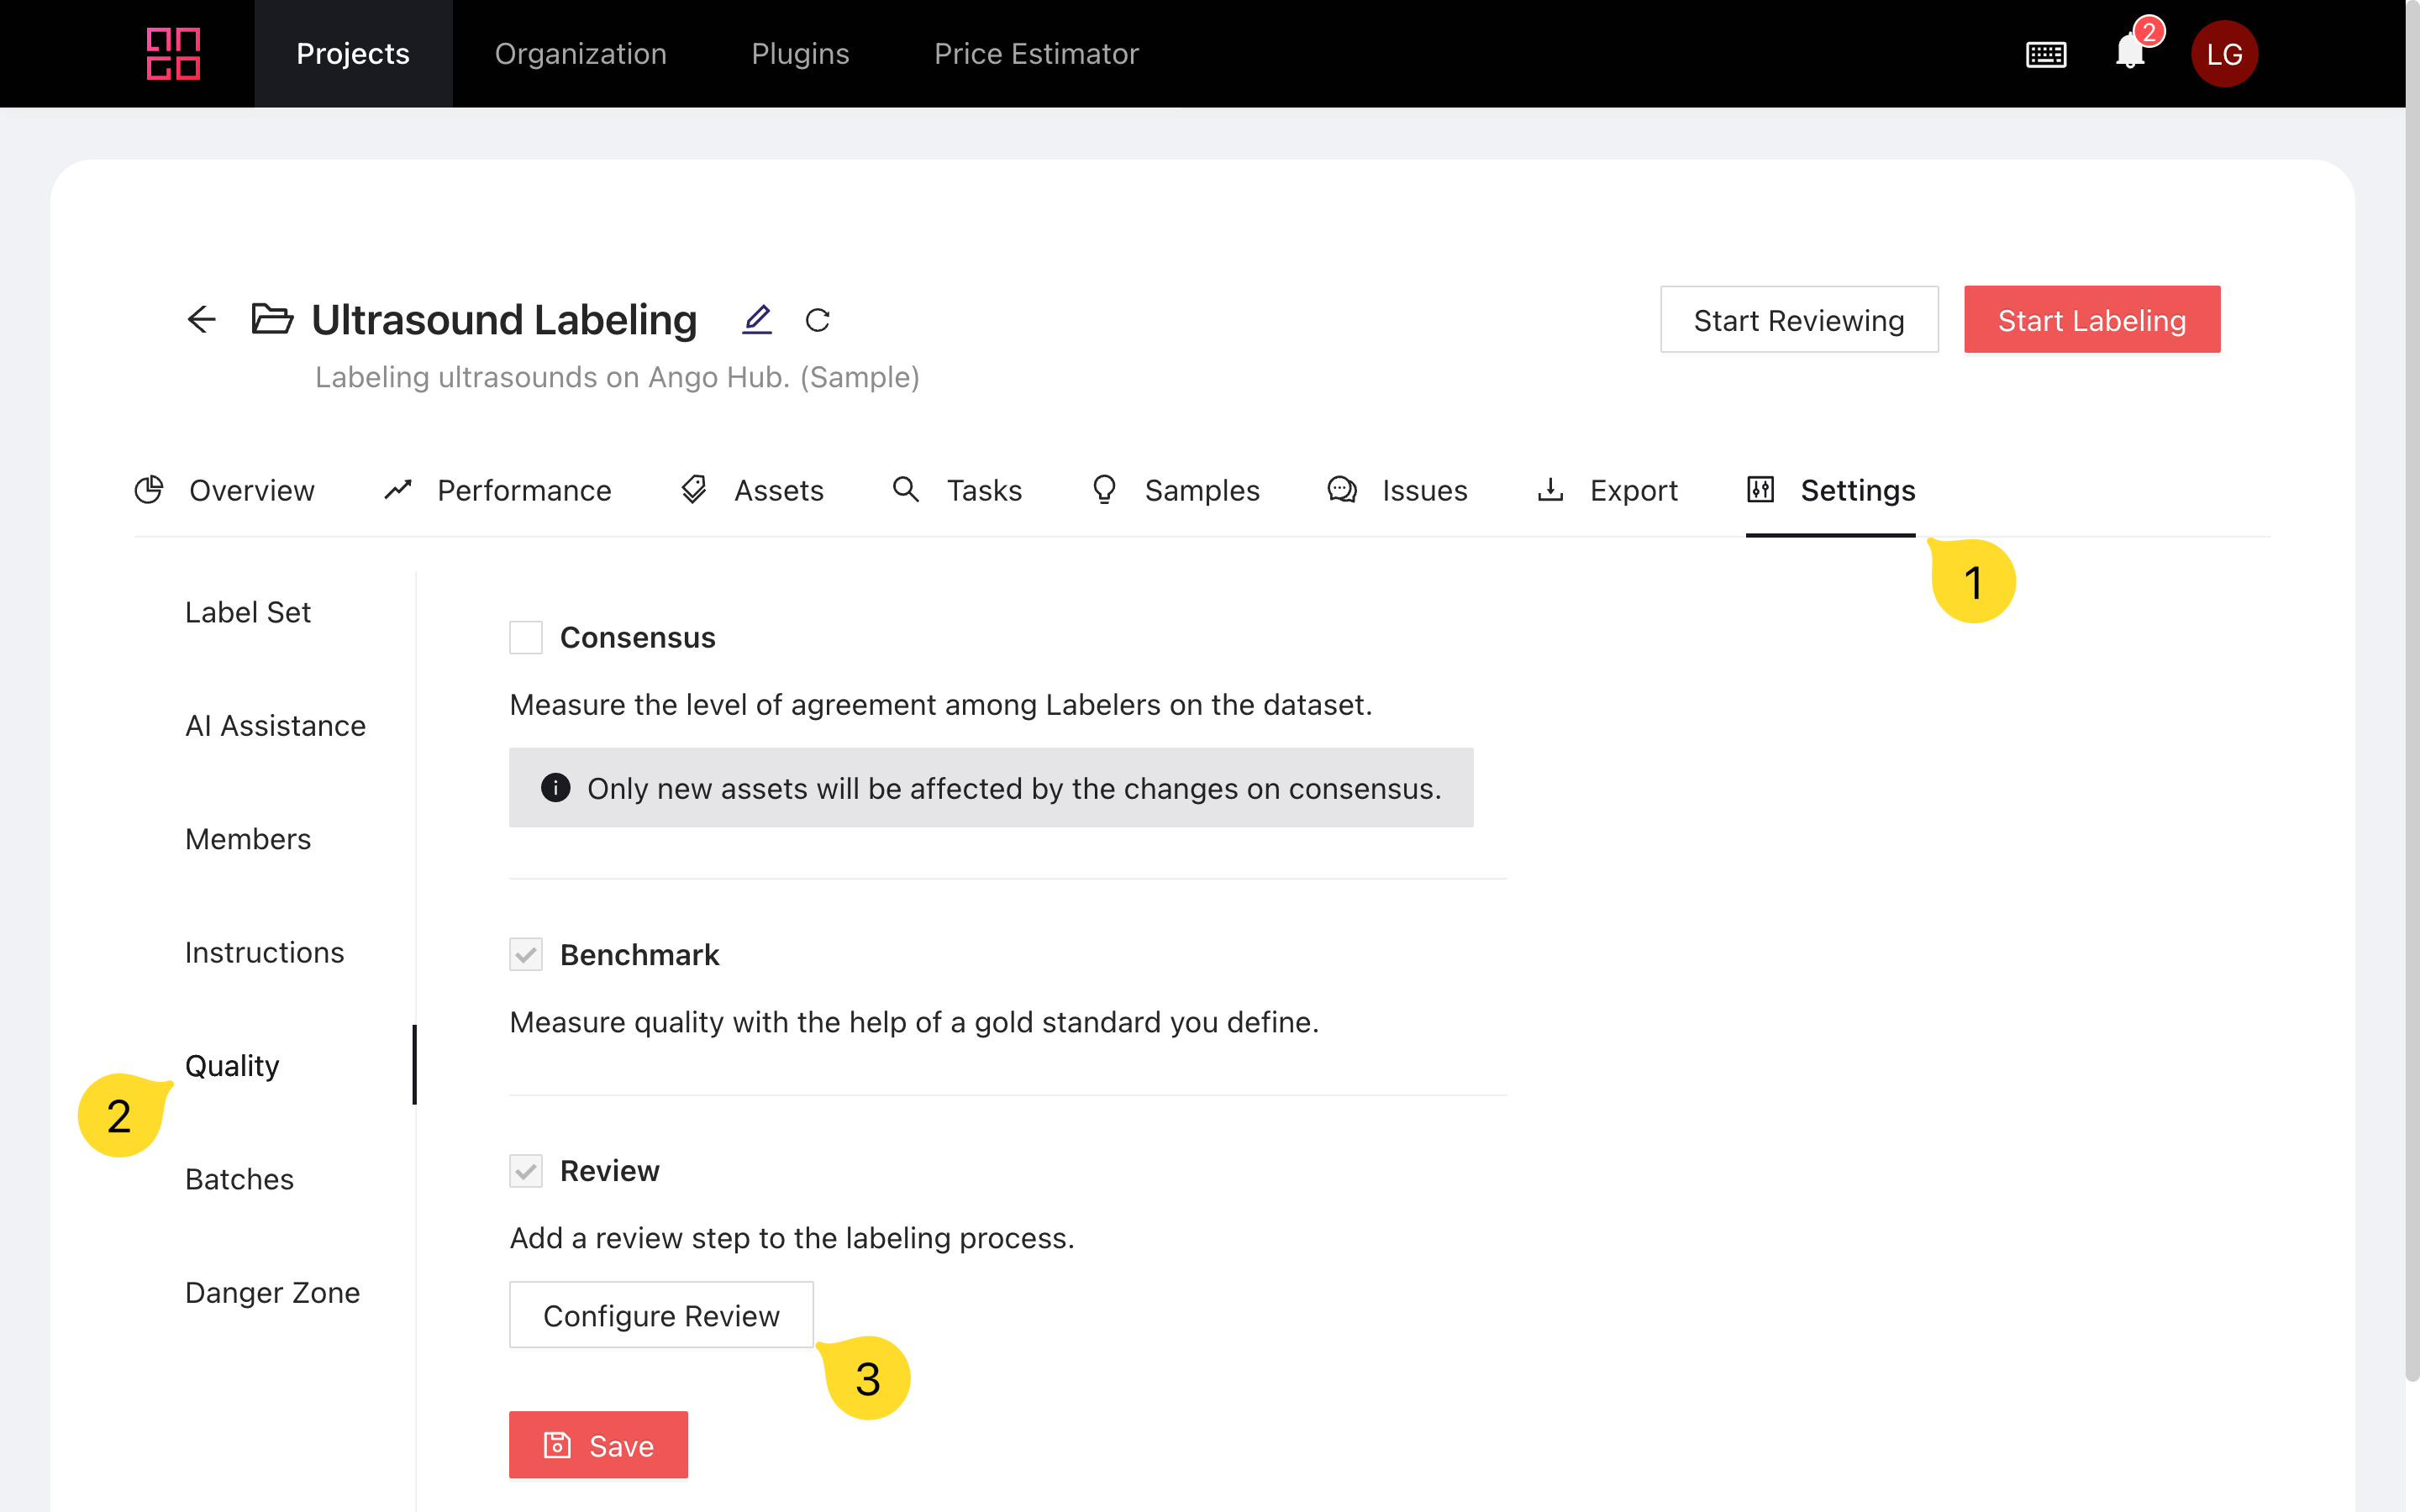 Projects
Organization
Plugins
Price Estimator
2
LG
Ultrasound Labeling
Start Reviewing
Start Labeling
Labeling ultrasounds on Ango Hub. (Sample)
Overview
Performance
Assets
Tasks
Samples
Issues
Export
Settings
1
Label Set
AI Assistance
Members
Instructions
Quality
2
Batches
Danger Zone
Consensus
Measure the level of agreement among Labelers on the dataset.
Only new assets will be affected by the changes on consensus.
Benchmark
Measure quality with the help of a gold standard you define.
Review
Add a review step to the labeling process.
Configure Review
3
Save